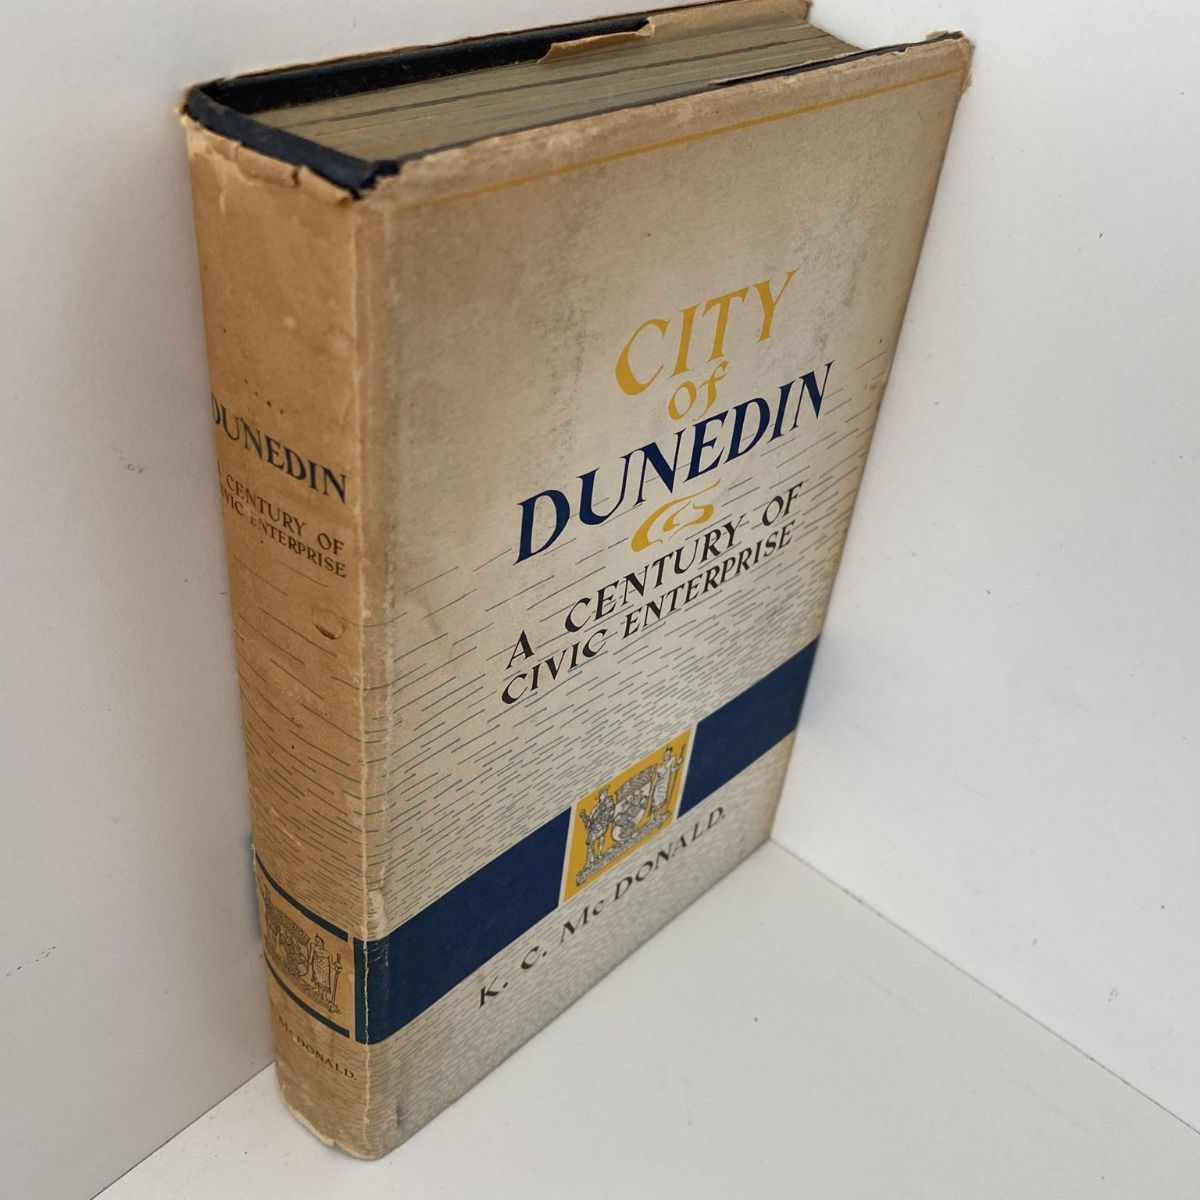 CITY
of
DUNEDIN
A CENTURY OF
CIVIC ENTERPRISE
K. C. McDONALD.
DUNEDIN
A CENTURY OF
CIVIC ENTERPRISE
McDONALD.